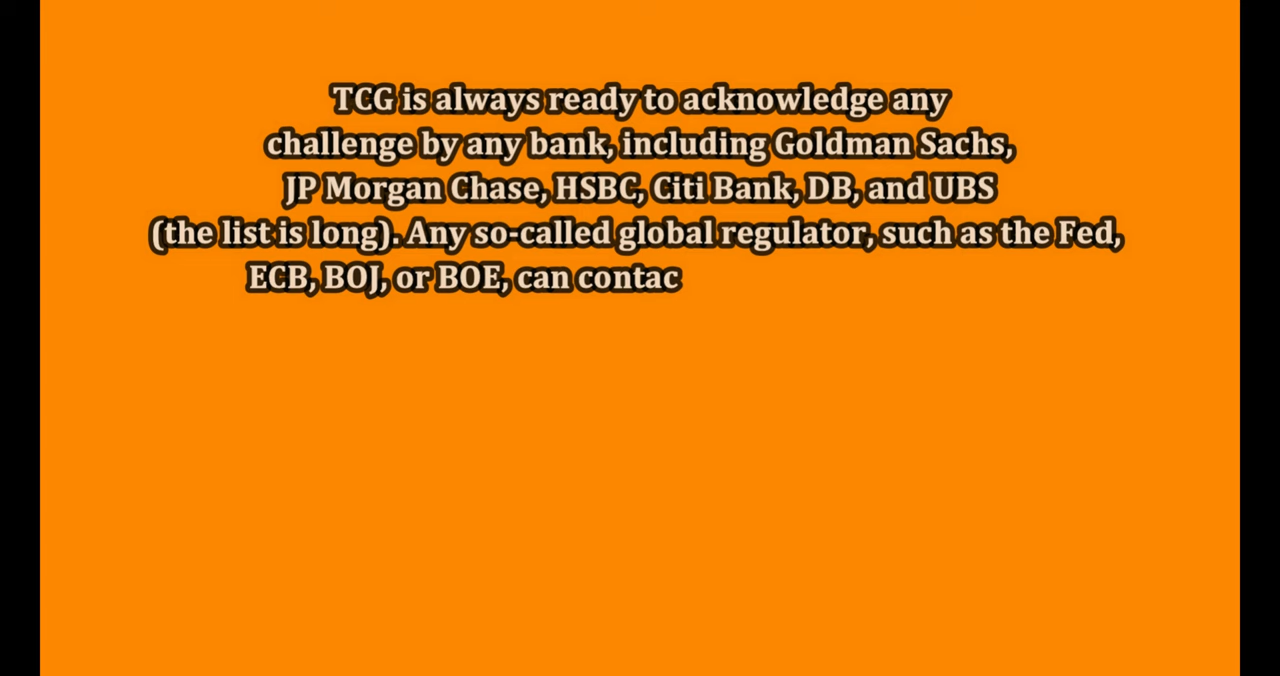 TCG is always ready to acknowledge any
challenge by any bank, including Goldman Sachs,
JP Morgan Chase, HSBC, Citi Bank, DB, and UBS
(the list is long). Any so-called global regulator, such as the Fed,
ECB, BOJ, or BOE, can contac